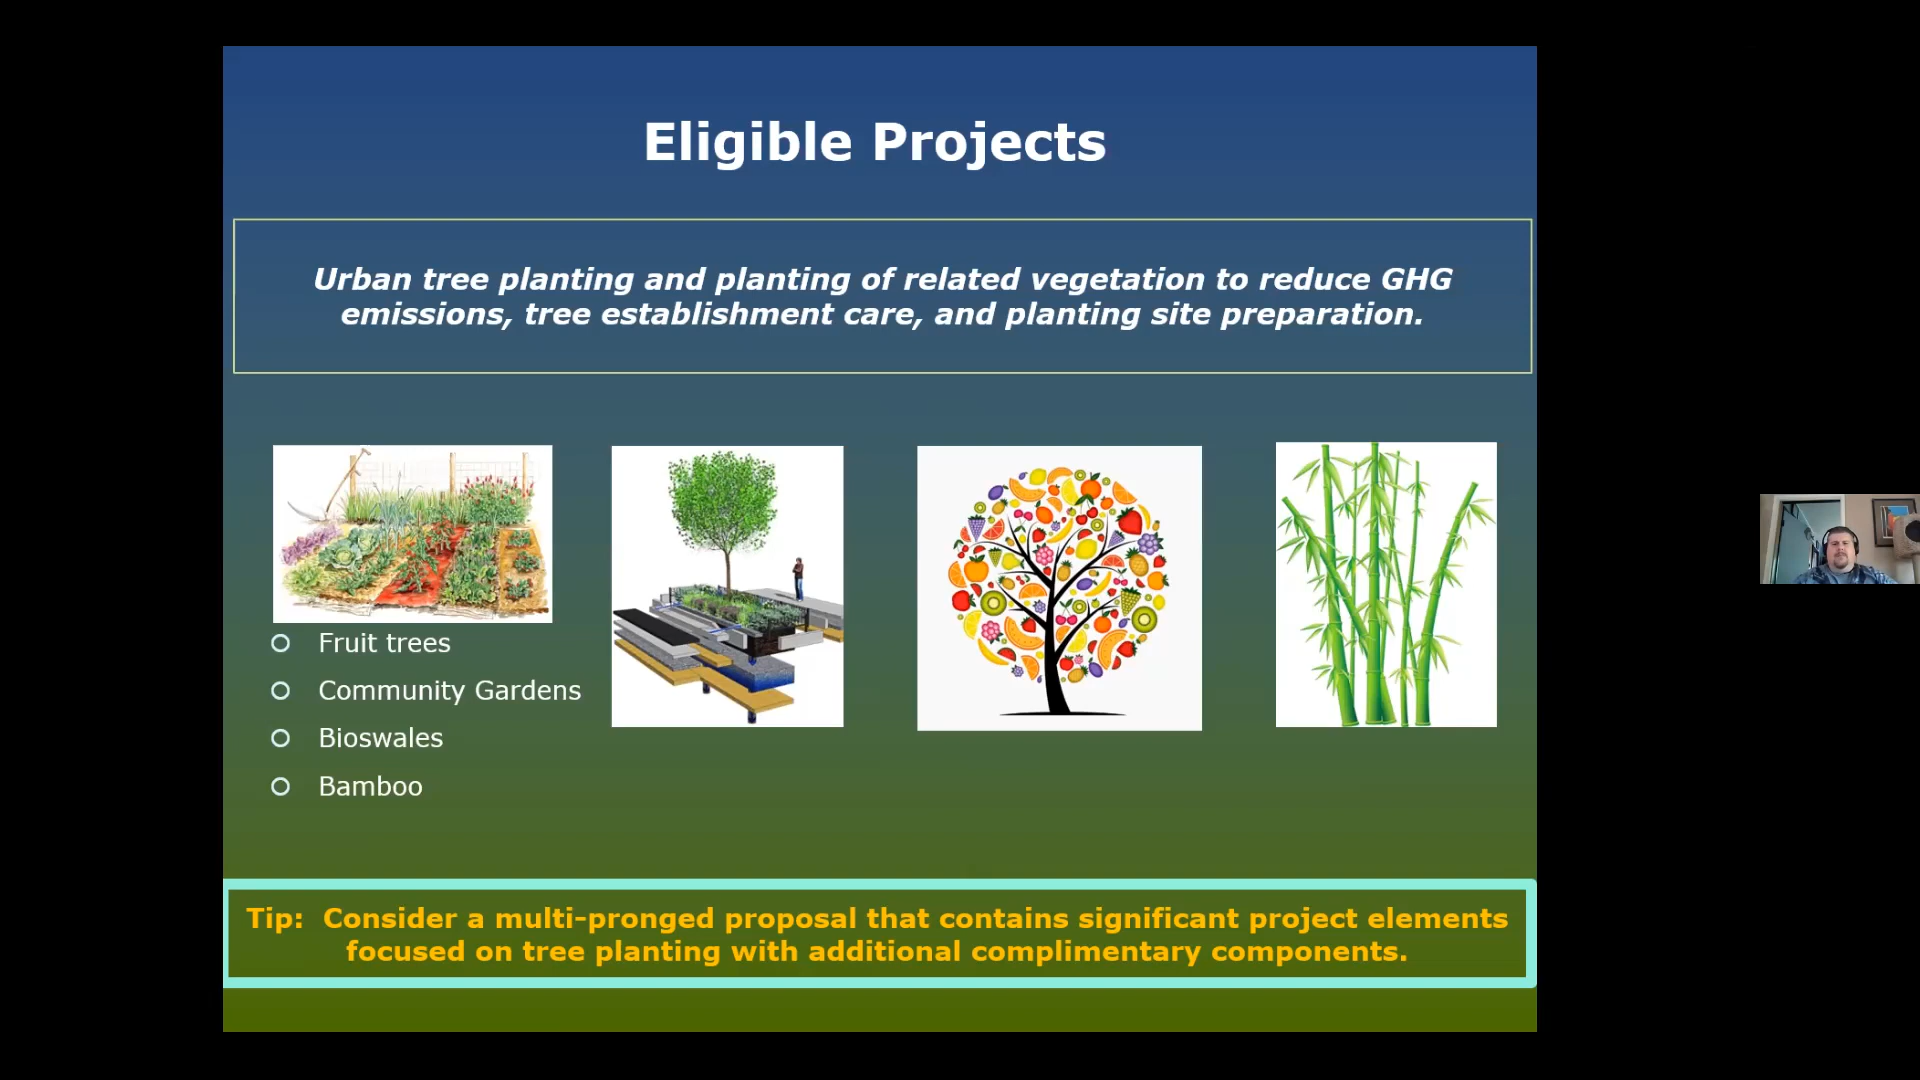 Eligible Projects
Urban tree planting and planting of related vegetation to reduce GHG
emissions, tree establishment care, and planting site preparation.
Fruit trees
Community Gardens
Bioswales
Bamboo
Tip:  Consider a multi-pronged proposal that contains significant project elements
focused on tree planting with additional complimentary components.